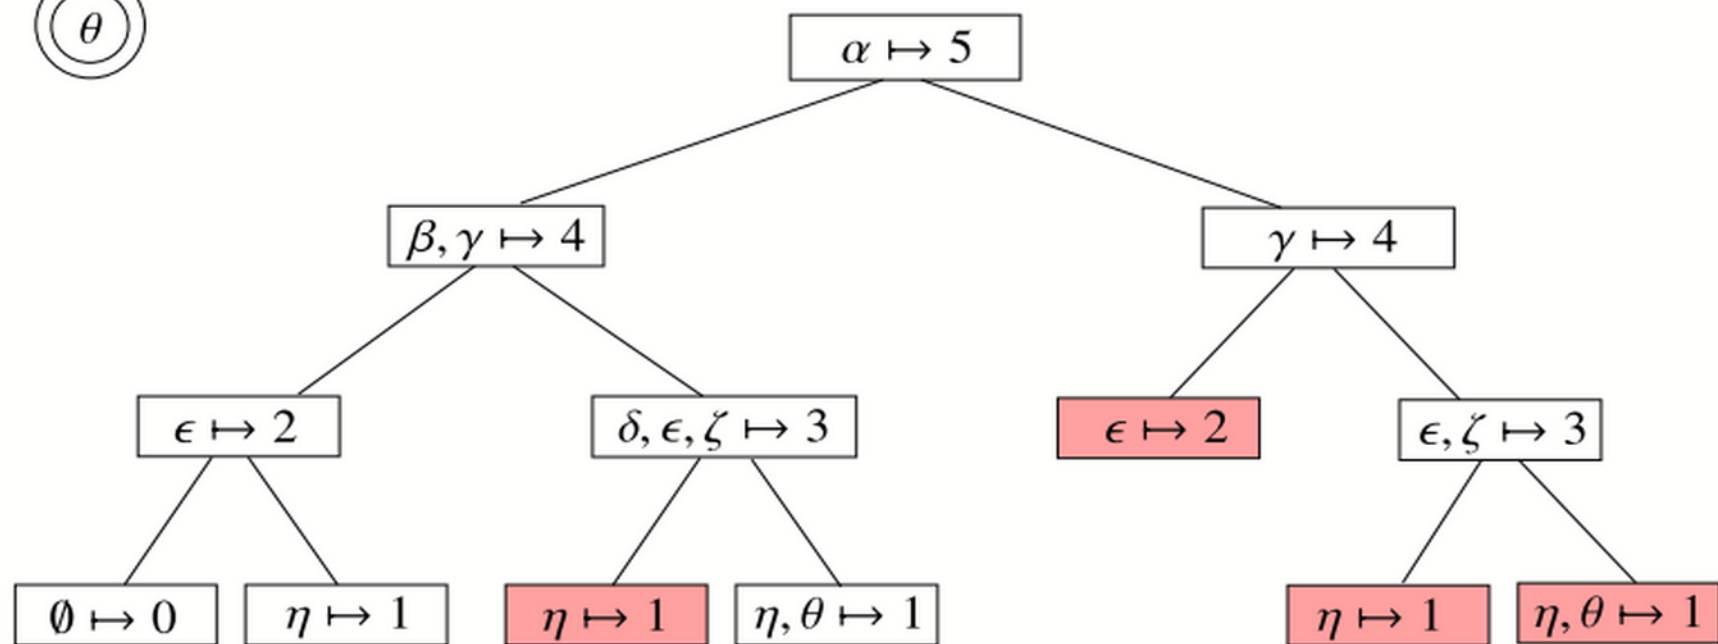 θ
α ↦ 5
β, γ ↦ 4
γ ↦ 4
ϵ ↦ 2
δ, ϵ, ζ ↦ 3
ϵ ↦ 2
ϵ, ζ ↦ 3
∅ ↦ 0
η ↦ 1
η ↦ 1
η, θ ↦ 1
η ↦ 1
η, θ ↦ 1